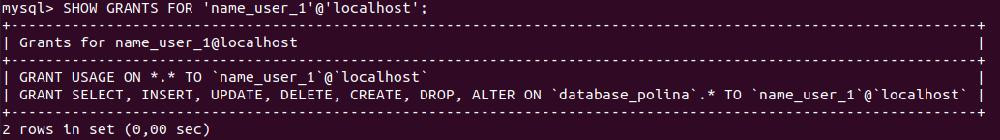 mysql> SHOW GRANTS FOR 'name_user_1'@'localhost';
+-------------------------------------------------------------------------------------------------------------+
| Grants for name_user_1@localhost                                                                            |
+-------------------------------------------------------------------------------------------------------------+
| GRANT USAGE ON *.* TO `name_user_1`@`localhost`                                                             |
| GRANT SELECT, INSERT, UPDATE, DELETE, CREATE, DROP, ALTER ON `database_polina`.* TO `name_user_1`@`localhost` |
+-------------------------------------------------------------------------------------------------------------+
2 rows in set (0,00 sec)